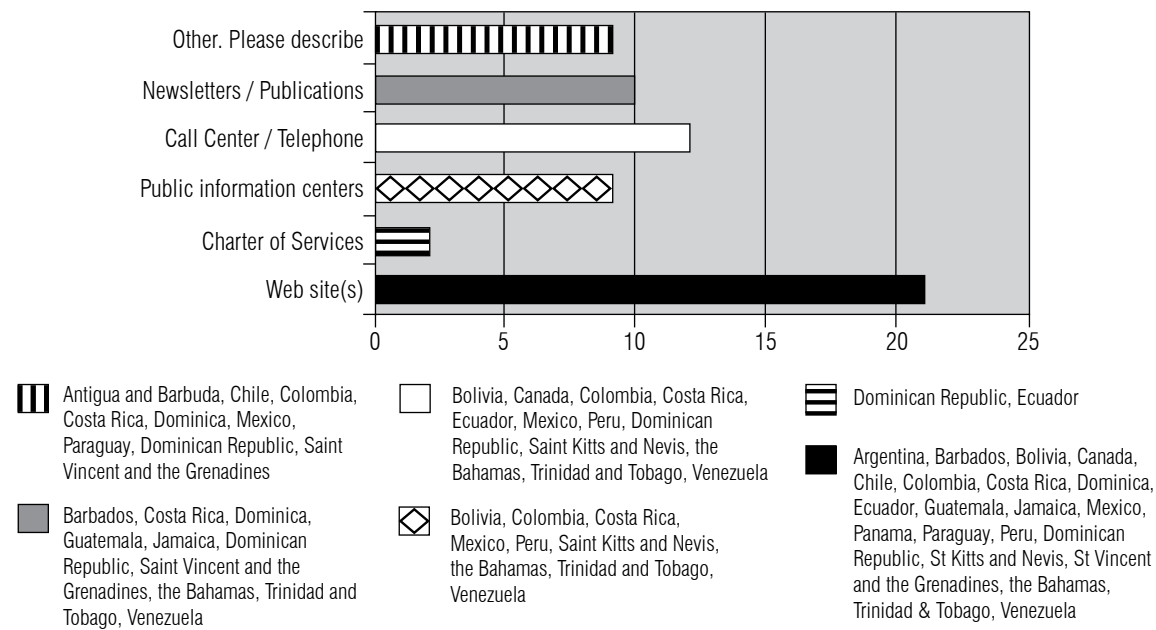 Other. Please describe
Newsletters / Publications
Call Center / Telephone
Public information centers
Charter of Services
Web site(s)
0 5 10 15 20 25
Antigua and Barbuda, Chile, Colombia,
Costa Rica, Dominica, Mexico,
Paraguay, Dominican Republic, Saint
Vincent and the Grenadines
Barbados, Costa Rica, Dominica,
Guatemala, Jamaica, Dominican
Republic, Saint Vincent and the
Grenadines, the Bahamas, Trinidad and
Tobago, Venezuela
Bolivia, Canada, Colombia, Costa Rica,
Ecuador, Mexico, Peru, Dominican
Republic, Saint Kitts and Nevis, the
Bahamas, Trinidad and Tobago, Venezuela
Bolivia, Colombia, Costa Rica,
Mexico, Peru, Saint Kitts and Nevis,
the Bahamas, Trinidad and Tobago,
Venezuela
Dominican Republic, Ecuador
Argentina, Barbados, Bolivia, Canada,
Chile, Colombia, Costa Rica, Dominica,
Ecuador, Guatemala, Jamaica, Mexico,
Panama, Paraguay, Peru, Dominican
Republic, St Kitts and Nevis, St Vincent
and the Grenadines, the Bahamas,
Trinidad & Tobago, Venezuela